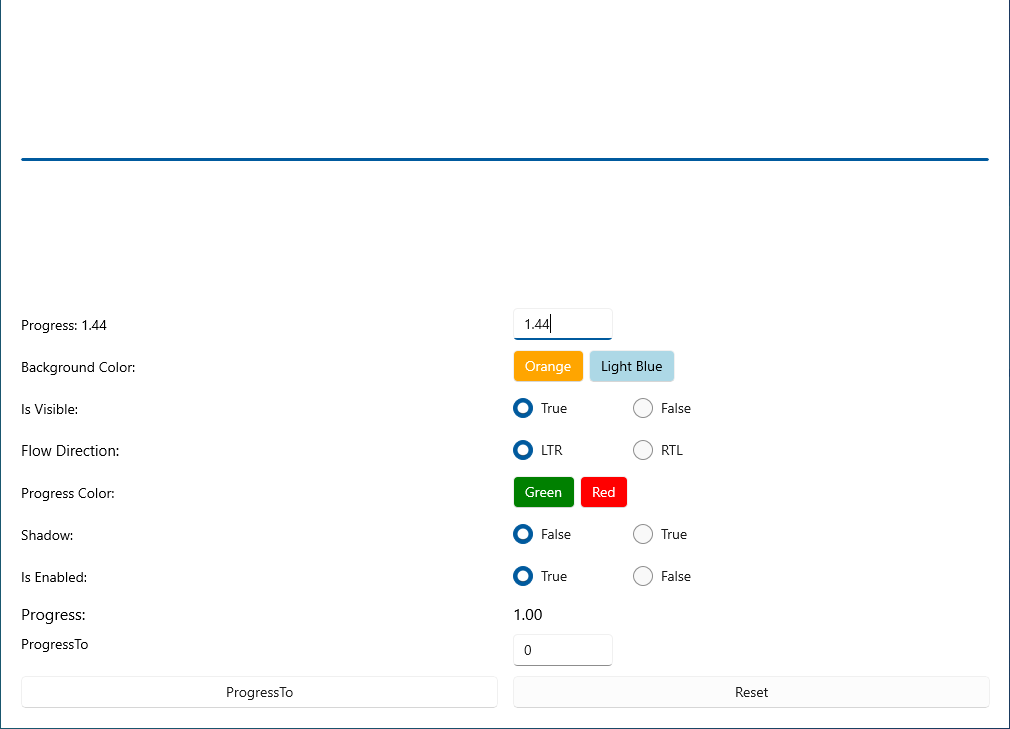 Progress: 1.44 1.44
Background Color: Orange Light Blue
Is Visible: True False
Flow Direction: LTR RTL
Progress Color: Green Red
Shadow: False True
Is Enabled: True False
Progress: 1.00
ProgressTo 0
ProgressTo Reset